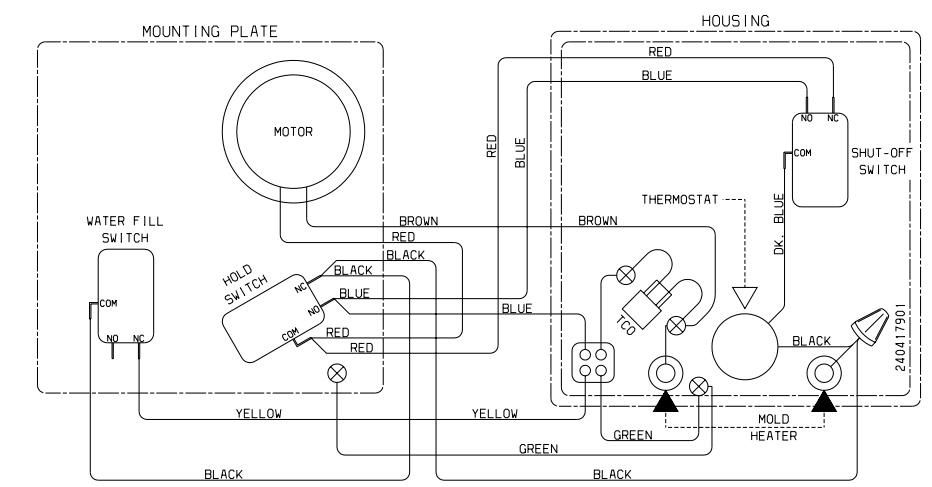 HOUSING
MOUNTING PLATE
RED
BLUE
MOTOR
NO NC
RED
BLUE
COM
SHUT-OFF
SWITCH
THERMOSTAT
DK. BLUE
WATER FILL
SWITCH
BROWN
BROWN
RED
BLACK
HOLD
SWITCH
NC
BLACK
COM
BLUE
NO
BLUE
TCO
240417901
NO NC
COM
RED
RED
BLACK
YELLOW
YELLOW
MOLD
HEATER
GREEN
GREEN
BLACK
BLACK